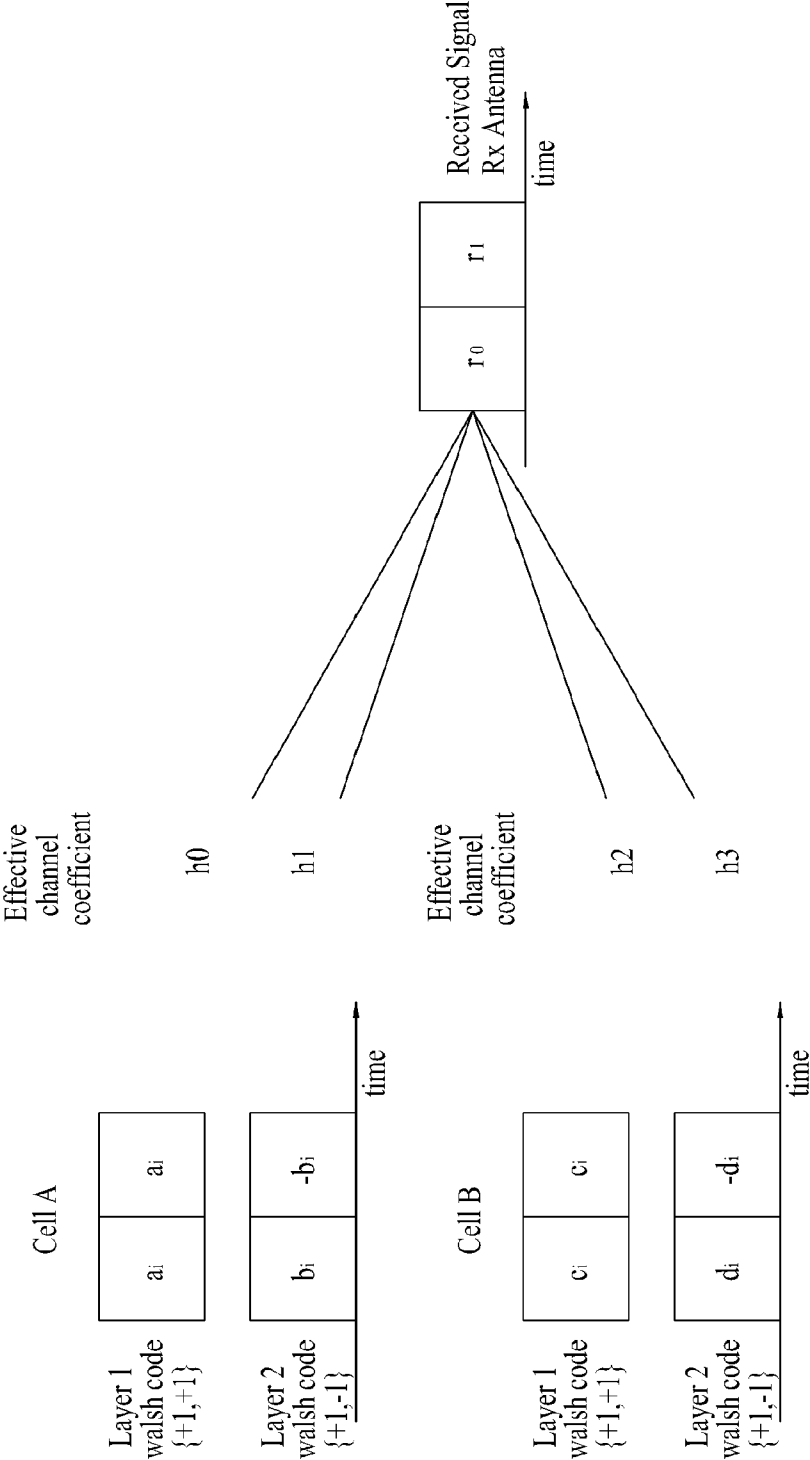 Cell A
Effective
channel
coefficient
Layer 1
walsh code
{+1,+1}
ai
ai
h0
Layer 2
walsh code
{+1,-1}
bi
-bi
h1
time
r0
r1
Received Signal
Rx Antenna
time
Cell B
Effective
channel
coefficient
Layer 1
walsh code
{+1,+1}
ci
ci
h2
Layer 2
walsh code
{+1,-1}
di
-di
h3
time